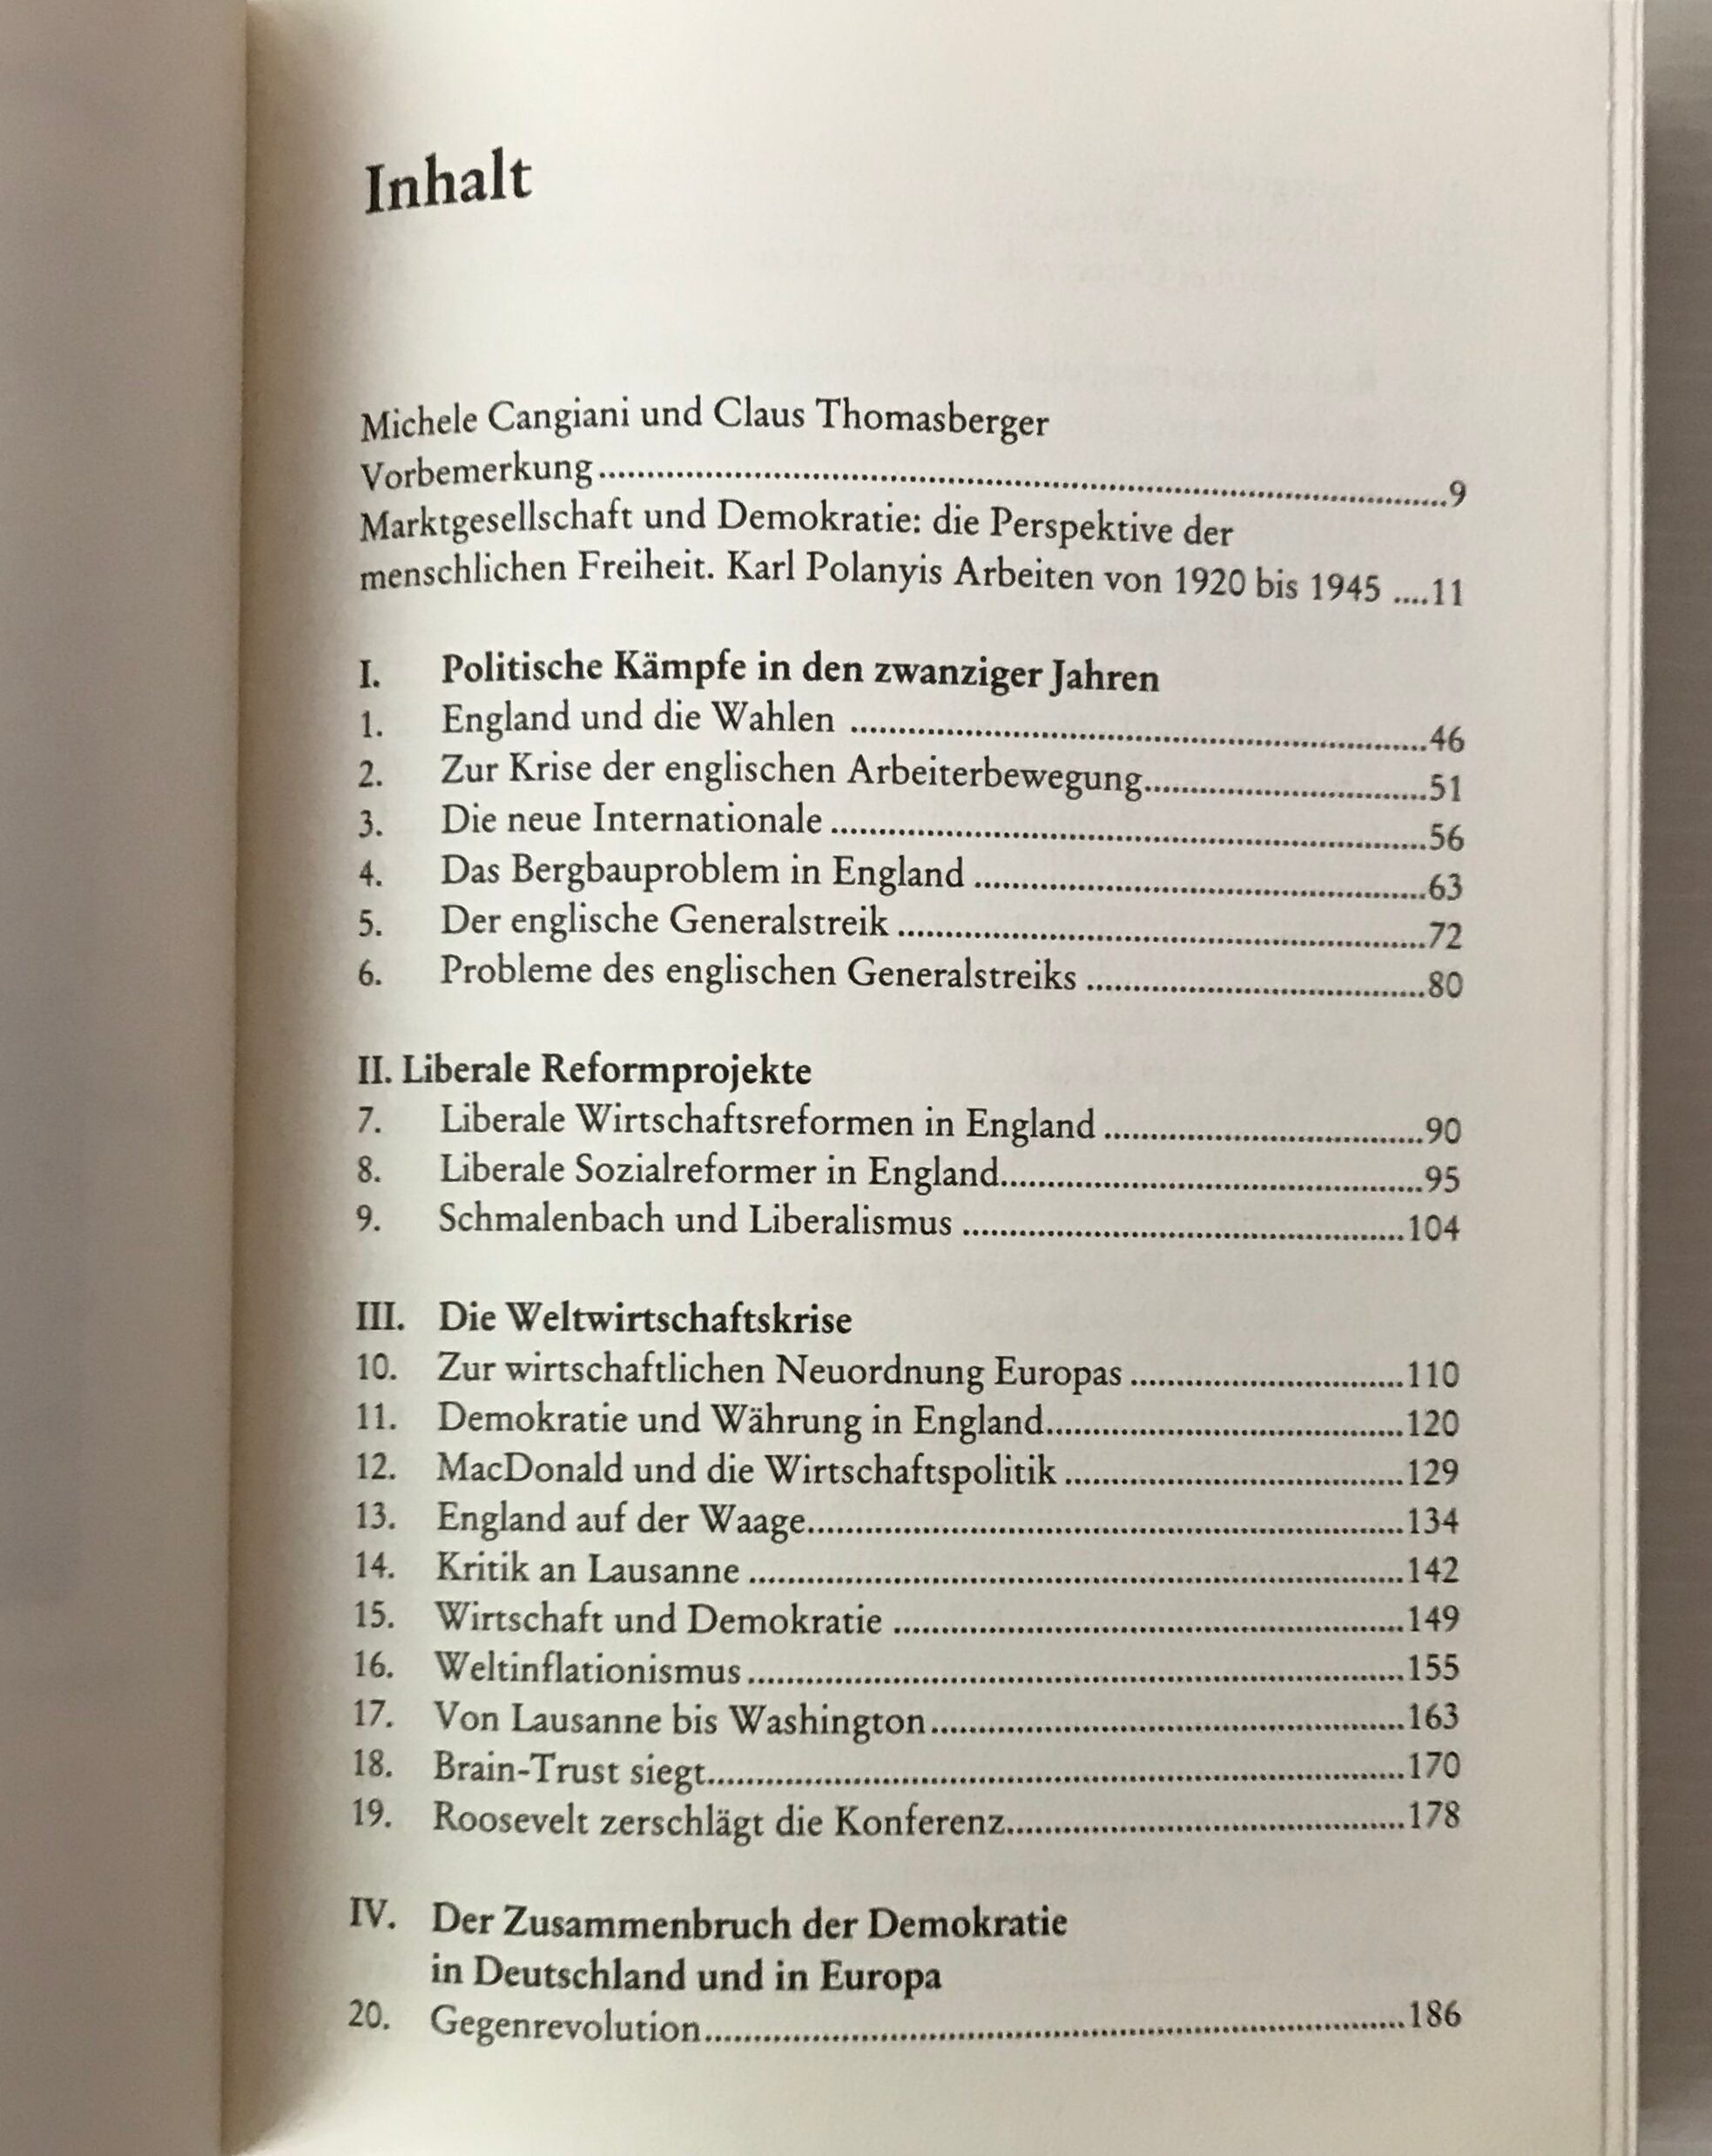 Inhalt
Michele Cangiani und Claus Thomasberger
Vorbemerkung....................9
Marktgesellschaft und Demokratie: die Perspektive der
menschlichen Freiheit. Karl Polanyis Arbeiten von 1920 bis 1945 ....11
I. Politische Kämpfe in den zwanziger Jahren
1. England und die Wahlen ....................46
2. Zur Krise der englischen Arbeiterbewegung....................51
3. Die neue Internationale ....................56
4. Das Bergbauproblem in England ....................63
5. Der englische Generalstreik ....................72
6. Probleme des englischen Generalstreiks ....................80
II. Liberale Reformprojekte
7. Liberale Wirtschaftsreformen in England ....................90
8. Liberale Sozialreformer in England....................95
9. Schmalenbach und Liberalismus ....................104
III. Die Weltwirtschaftskrise
10. Zur wirtschaftlichen Neuordnung Europas ....................110
11. Demokratie und Währung in England....................120
12. MacDonald und die Wirtschaftspolitik ....................129
13. England auf der Waage....................134
14. Kritik an Lausanne ....................142
15. Wirtschaft und Demokratie ....................149
16. Weltinflationismus ....................155
17. Von Lausanne bis Washington....................163
18. Brain-Trust siegt....................170
19. Roosevelt zerschlägt die Konferenz....................178
IV. Der Zusammenbruch der Demokratie
in Deutschland und in Europa
20. Gegenrevolution....................186